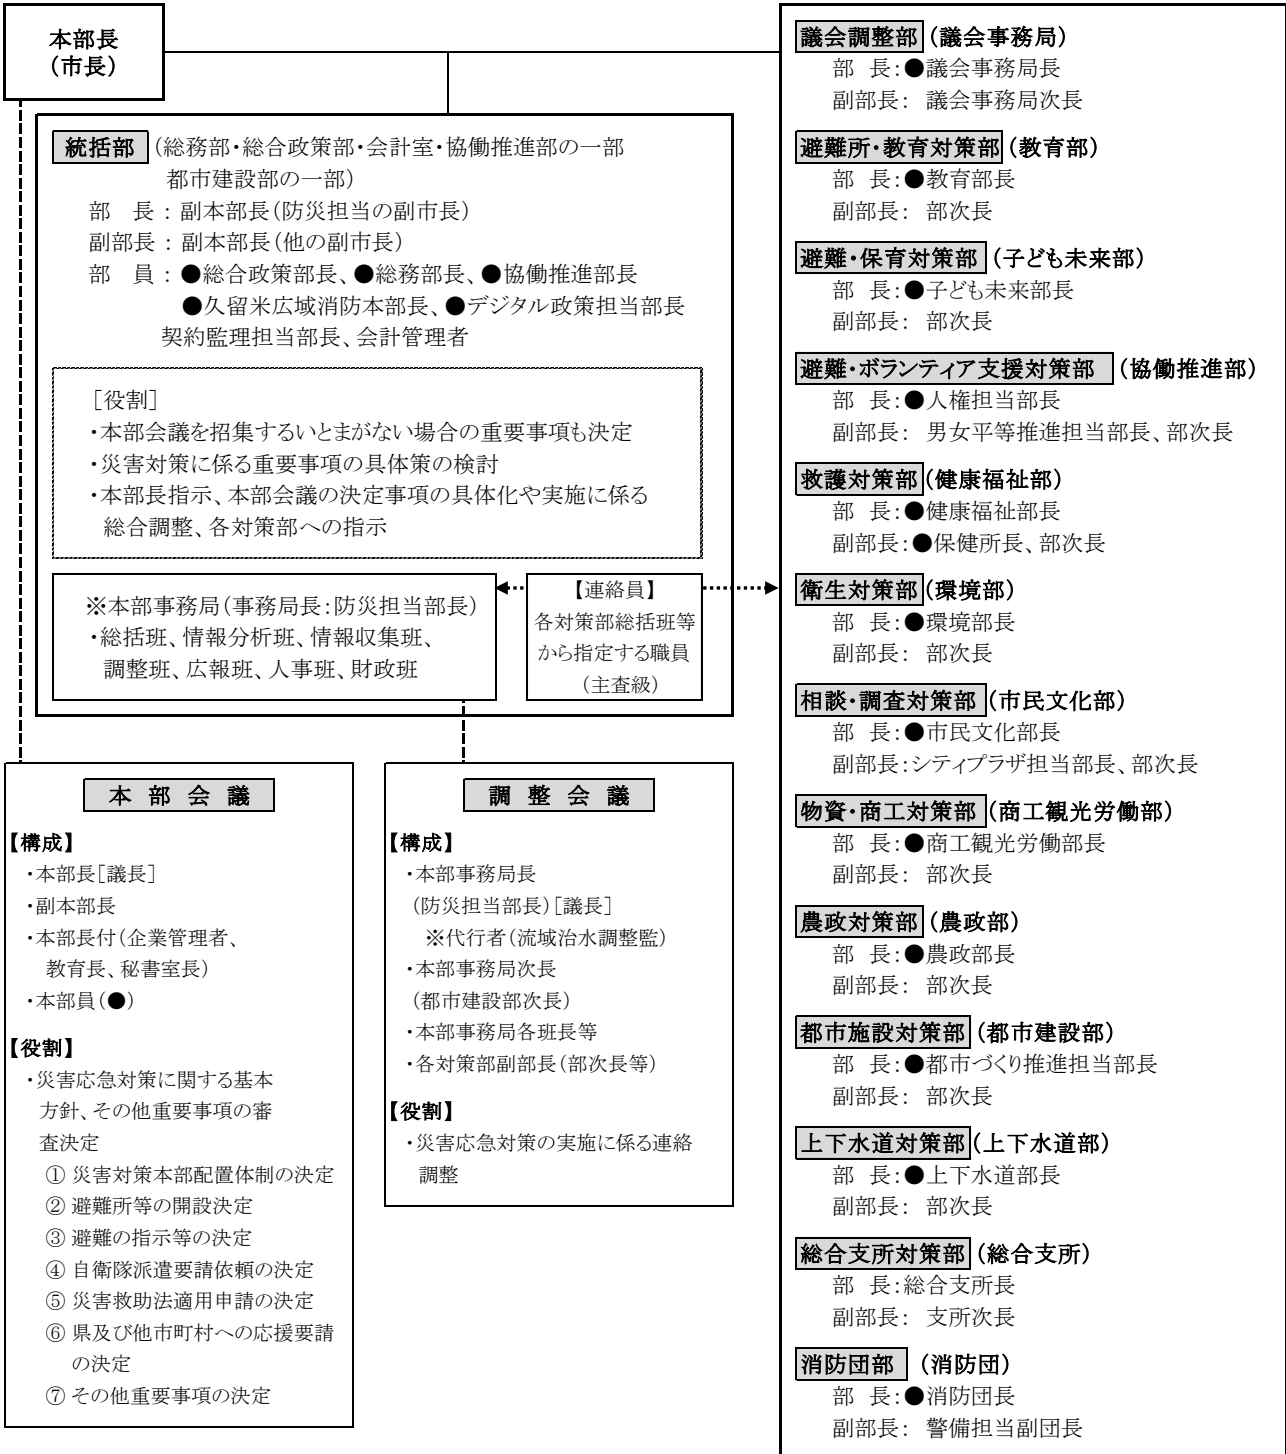 本部長
(市長)
統括部 (総務部・総合政策部・会計室・協働推進部の一部
都市建設部の一部)
部　長 : 副本部長(防災担当の副市長)
副部長 : 副本部長(他の副市長)
部　員 : ●総合政策部長、●総務部長、●協働推進部長
●久留米広域消防本部長、●デジタル政策担当部長
契約監理担当部長、会計管理者
[役割]
・本部会議を招集するいとまがない場合の重要事項も決定
・災害対策に係る重要事項の具体策の検討
・本部長指示、本部会議の決定事項の具体化や実施に係る
総合調整、各対策部への指示
※本部事務局(事務局長:防災担当部長)
・総括班、情報分析班、情報収集班、
調整班、広報班、人事班、財政班
【連絡員】
各対策部総括班等
から指定する職員
(主査級)
本 部 会 議
【構成】
・本部長[議長]
・副本部長
・本部長付(企業管理者、
教育長、秘書室長)
・本部員(●)
【役割】
・災害応急対策に関する基本
方針、その他重要事項の審
査決定
① 災害対策本部配置体制の決定
② 避難所等の開設決定
③ 避難の指示等の決定
④ 自衛隊派遣要請依頼の決定
⑤ 災害救助法適用申請の決定
⑥ 県及び他市町村への応援要請
の決定
⑦ その他重要事項の決定
調 整 会 議
【構成】
・本部事務局長
(防災担当部長)[議長]
※代行者(流域治水調整監)
・本部事務局次長
(都市建設部次長)
・本部事務局各班長等
・各対策部副部長(部次長等)
【役割】
・災害応急対策の実施に係る連絡
調整
議会調整部 (議会事務局)
部　長:●議会事務局長
副部長: 議会事務局次長
避難所・教育対策部 (教育部)
部　長:●教育部長
副部長: 部次長
避難・保育対策部 (子ども未来部)
部　長:●子ども未来部長
副部長: 部次長
避難・ボランティア支援対策部 (協働推進部)
部　長:●人権担当部長
副部長: 男女平等推進担当部長、部次長
救護対策部 (健康福祉部)
部　長:●健康福祉部長
副部長:●保健所長、部次長
衛生対策部 (環境部)
部　長:●環境部長
副部長: 部次長
相談・調査対策部 (市民文化部)
部　長:●市民文化部長
副部長:シティプラザ担当部長、部次長
物資・商工対策部 (商工観光労働部)
部　長:●商工観光労働部長
副部長: 部次長
農政対策部 (農政部)
部　長:●農政部長
副部長: 部次長
都市施設対策部 (都市建設部)
部　長:●都市づくり推進担当部長
副部長: 部次長
上下水道対策部 (上下水道部)
部　長:●上下水道部長
副部長: 部次長
総合支所対策部 (総合支所)
部　長:総合支所長
副部長: 支所次長
消防団部 (消防団)
部　長:●消防団長
副部長: 警備担当副団長